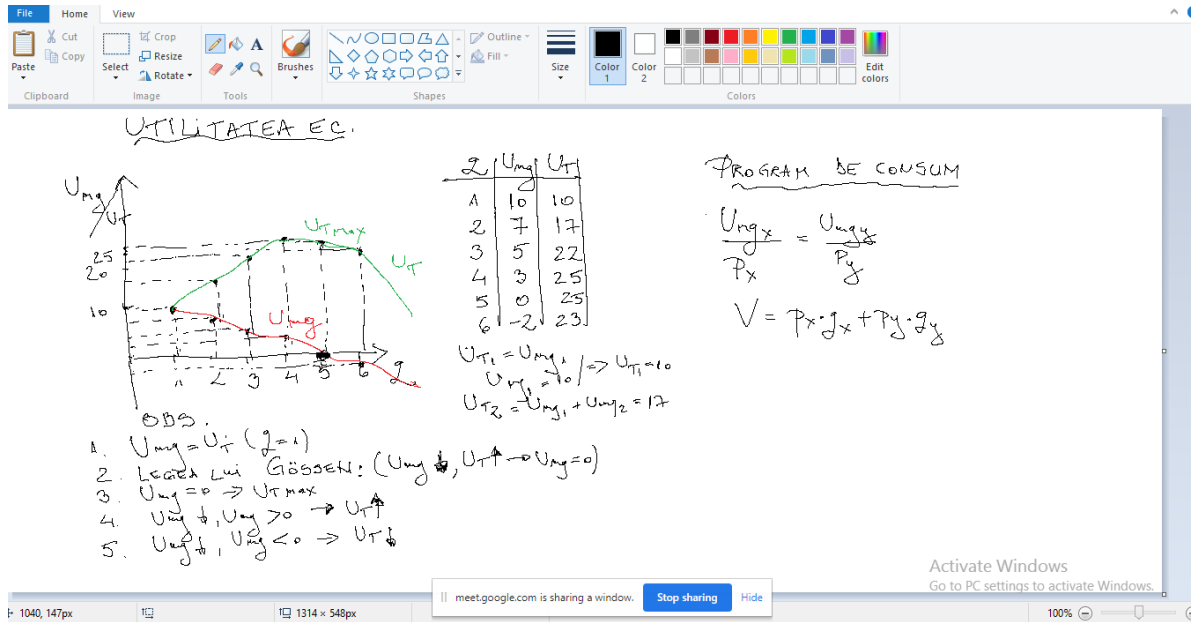 File Home View
Paste Cut Copy Clipboard
Select Crop Resize Rotate Image
Tools
Brushes
Outline Fill Shapes
Size
Color 1 Color 2 Edit colors Colors
UTILITATEA EC.
Umg UT
25
20
10
UTmax
UT
Umg
1 2 3 4 5 6 q
q Umg UT
1 10 10
2 7 17
3 5 22
4 3 25
5 0 25
6 -2 23
UT1 = Umg1
Umg1 = 10 / => UT1 = 10
UT2 = Umg1 + Umg2 = 17
PROGRAM DE CONSUM
Umgx/Px = Umgy/Py
V = Px·qx + Py·qy
OBS.
1. Umg = UT (q=1)
2. LEGEA LUI GÖSSEN: (Umg ↓, UT ↑ → Umg=0)
3. Umg = 0 => UT max
4. Umg ↓, Umg > 0 → UT ↑
5. Umg ↓, Umg < 0 => UT ↓
Activate Windows
Go to PC settings to activate Windows.
meet.google.com is sharing a window. Stop sharing Hide
1040, 147px 1314 × 548px 100%